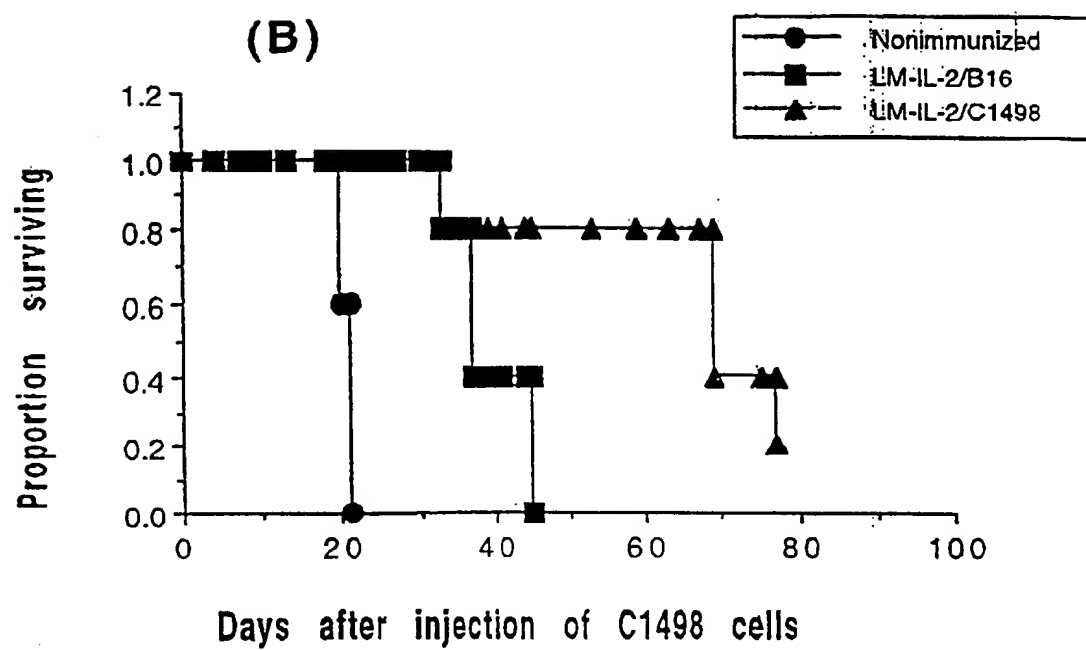 (B)
Nonimmunized
LM-IL-2/B16
LM-IL-2/C1498
1.2
1.0
0.8
0.6
0.4
0.2
0.0
Proportion surviving
0 20 40 60 80 100
Days after injection of C1498 cells